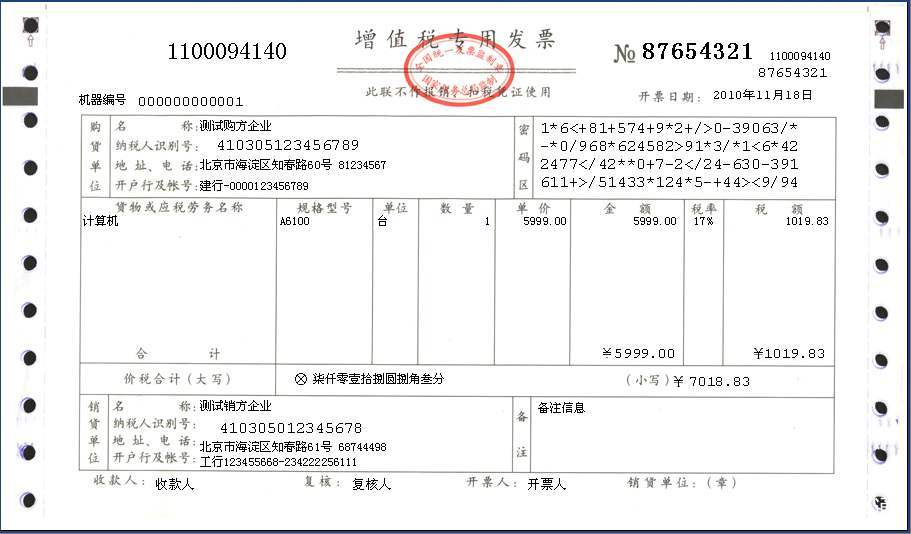 增值税专用发票
1100094140
№ 87654321 1100094140
87654321
全国统一发票监制章
国家税务总局监制
此联不作报销、扣税凭证使用
开票日期: 2010年11月18日
机器编号 000000000001
购货单位
名 称:测试购方企业
纳税人识别号: 410305123456789
地 址、电 话:北京市海淀区知春路60号 81234567
开户行及帐号:建行-0000123456789
密码区
1*6<+81+574+9*2+/>0-39063/*
-*0/968*624582>91*3/*1<6*42
2477</42**0+7-2</24-630-391
611+>/51433*124*5-+44><9/94
货物或应税劳务名称 规格型号 单位 数 量 单 价 金 额 税率 税 额
计算机 A6100 台 1 5999.00 5999.00 17% 1019.83
合 计 ¥5999.00 ¥1019.83
价税合计(大写) ⊗ 柒仟零壹拾捌圆捌角叁分 (小写)¥ 7018.83
销货单位
名 称:测试销方企业
纳税人识别号: 410305012345678
地 址、电 话:北京市海淀区知春路61号 68744498
开户行及帐号:工行123455668-234222256111
备注
备注信息
收款人: 收款人 复核: 复核人 开票人: 开票人 销货单位:(章)